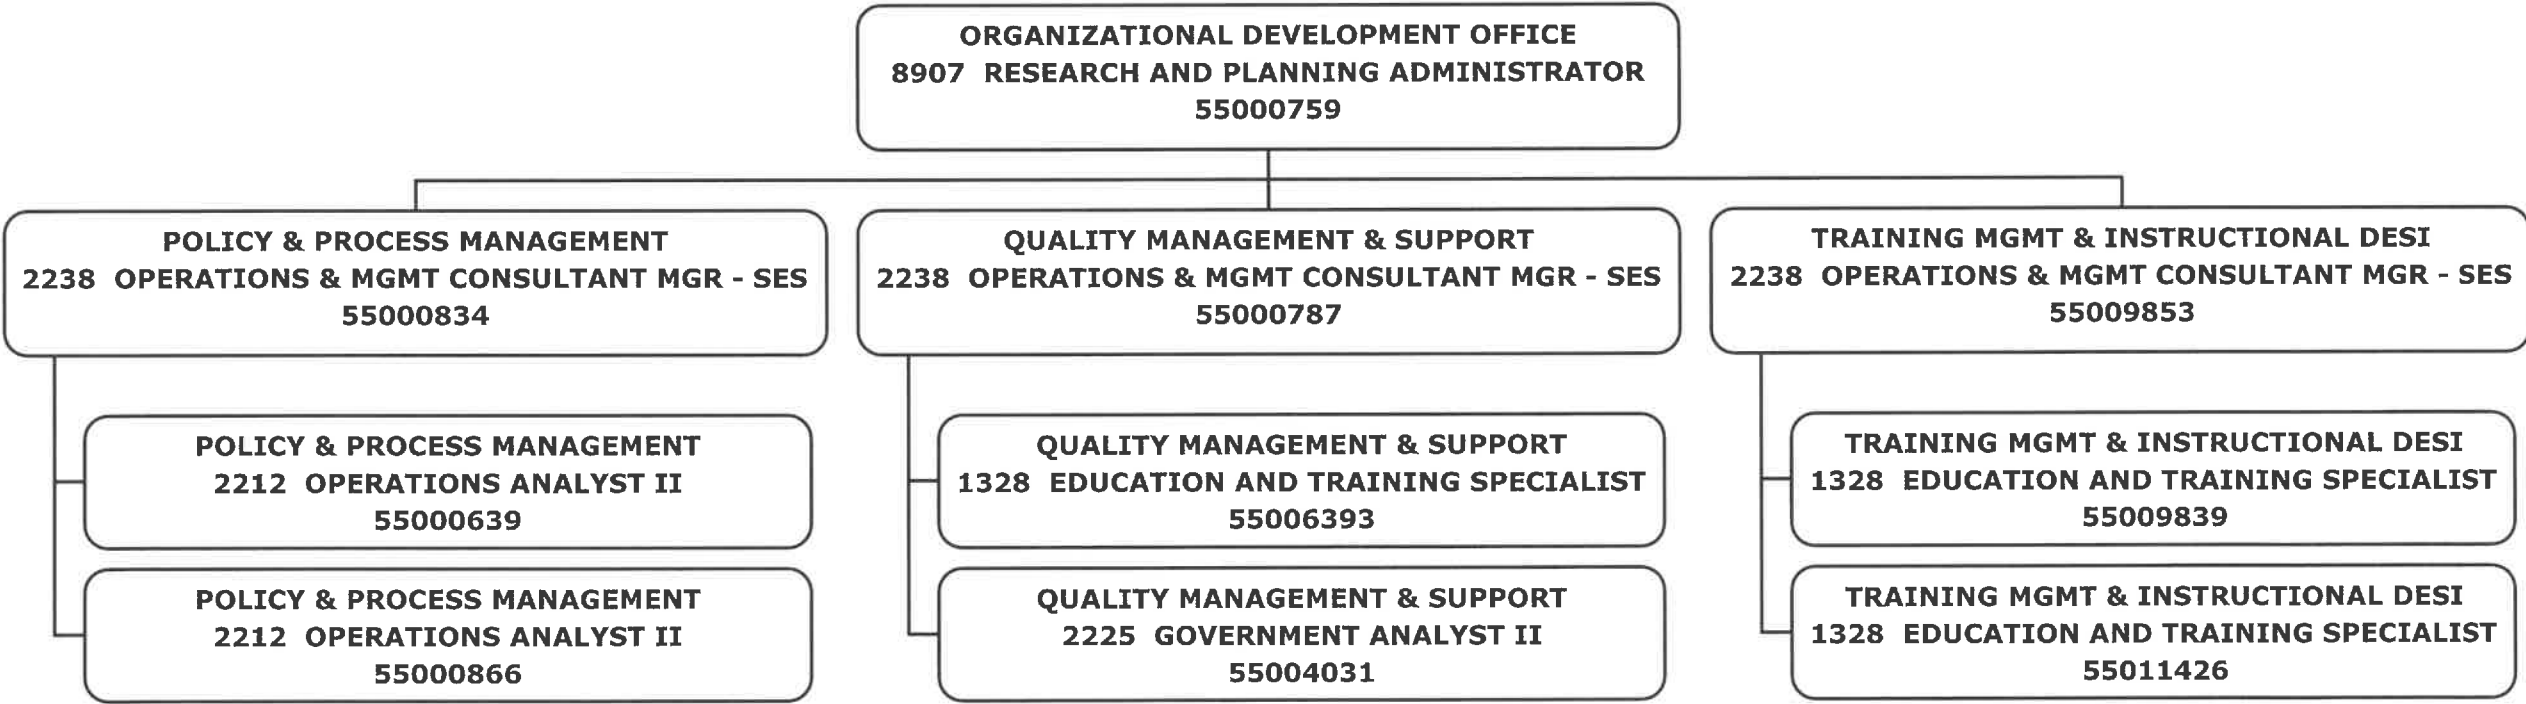 ORGANIZATIONAL DEVELOPMENT OFFICE
8907 RESEARCH AND PLANNING ADMINISTRATOR
55000759
POLICY & PROCESS MANAGEMENT
2238 OPERATIONS & MGMT CONSULTANT MGR - SES
55000834
QUALITY MANAGEMENT & SUPPORT
2238 OPERATIONS & MGMT CONSULTANT MGR - SES
55000787
TRAINING MGMT & INSTRUCTIONAL DESI
2238 OPERATIONS & MGMT CONSULTANT MGR - SES
55009853
POLICY & PROCESS MANAGEMENT
2212 OPERATIONS ANALYST II
55000639
POLICY & PROCESS MANAGEMENT
2212 OPERATIONS ANALYST II
55000866
QUALITY MANAGEMENT & SUPPORT
1328 EDUCATION AND TRAINING SPECIALIST
55006393
QUALITY MANAGEMENT & SUPPORT
2225 GOVERNMENT ANALYST II
55004031
TRAINING MGMT & INSTRUCTIONAL DESI
1328 EDUCATION AND TRAINING SPECIALIST
55009839
TRAINING MGMT & INSTRUCTIONAL DESI
1328 EDUCATION AND TRAINING SPECIALIST
55011426